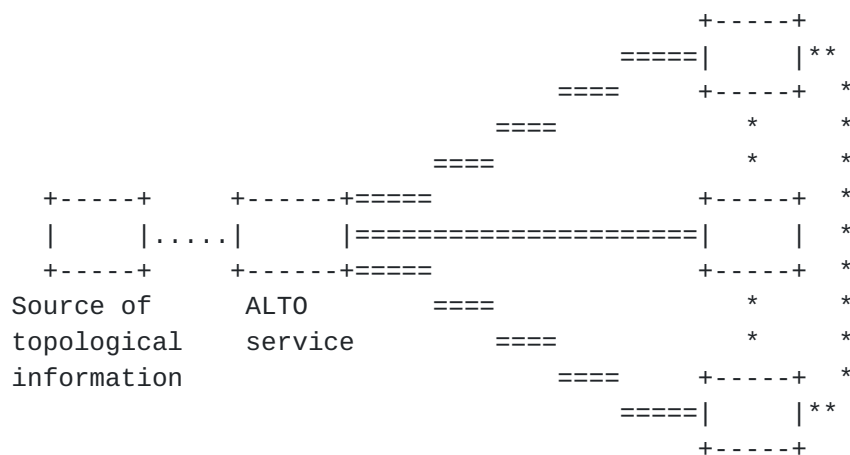 +-----+
                                        =====|     |**
                                    ====     +-----+  *
                                ====            *     *
                            ====                *     *
  +-----+     +------+=====                  +-----+  *
  |     |.....|      |======================|     |  *
  +-----+     +------+=====                  +-----+  *
Source of      ALTO        ====                *     *
topological    service         ====            *     *
information                        ====     +-----+  *
                                        =====|     |**
                                             +-----+